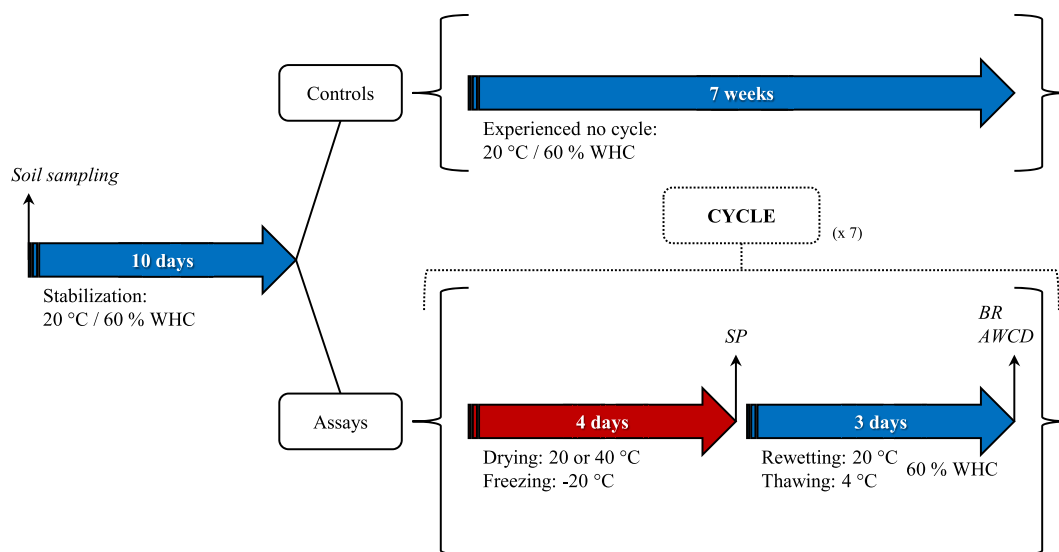 Controls
7 weeks
Experienced no cycle:
20 °C / 60 % WHC
Soil sampling
10 days
Stabilization:
20 °C / 60 % WHC
CYCLE
(x 7)
Assays
SP
BR
AWCD
4 days
3 days
Drying: 20 or 40 °C
Freezing: -20 °C
Rewetting: 20 °C
Thawing: 4 °C
60 % WHC